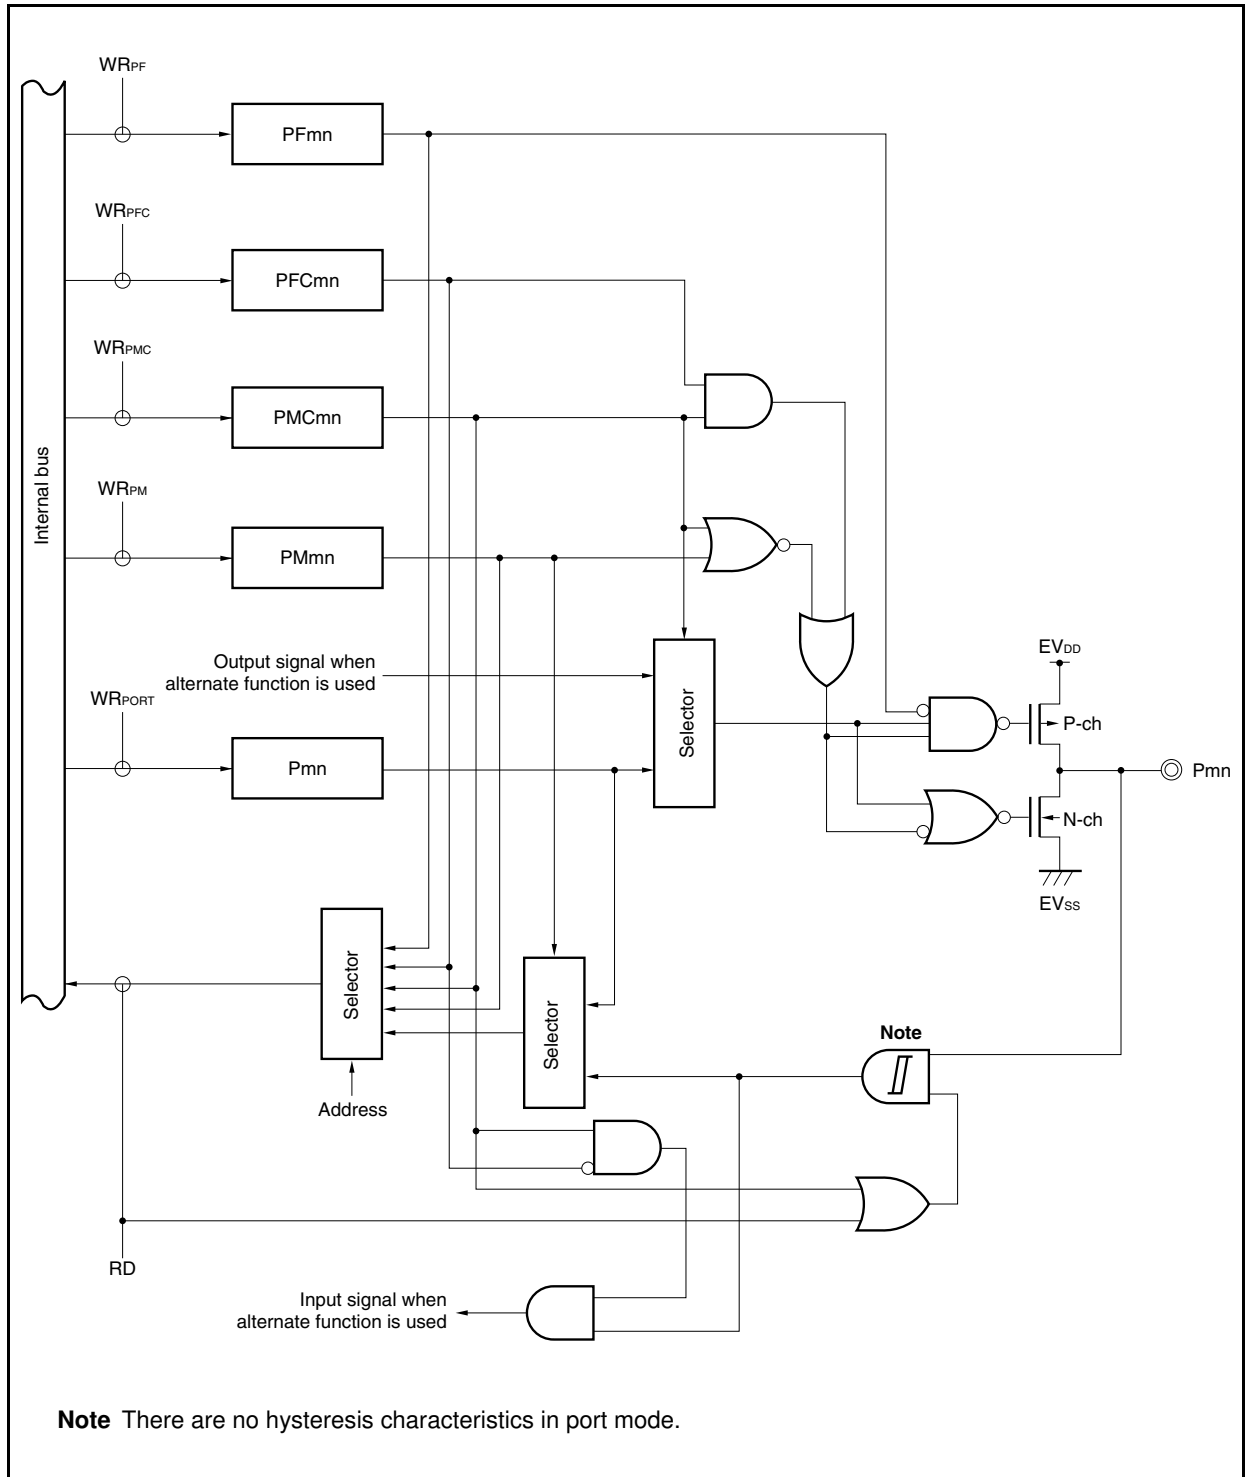 WRPF
PFmn
WRPFC
PFCmn
WRPMC
PMCmn
Internal bus
WRPM
PMmn
Output signal when
alternate function is used
Selector
EVDD
P-ch
WRPORT
Pmn
Pmn
N-ch
EVSS
Selector
Selector
Note
Address
RD
Input signal when
alternate function is used
Note There are no hysteresis characteristics in port mode.